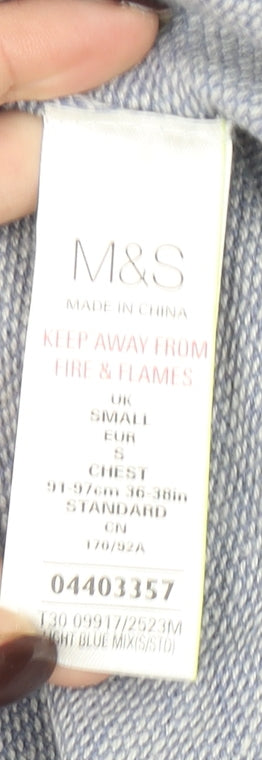 M&S
MADE IN CHINA
KEEP AWAY FROM
FIRE & FLAMES
UK
SMALL
EUR
S
CHEST
91-97cm 36-38in
STANDARD
CN
170/92A
04403357
T30 09917/2523M
LIGHT BLUE MIX(S/STD)